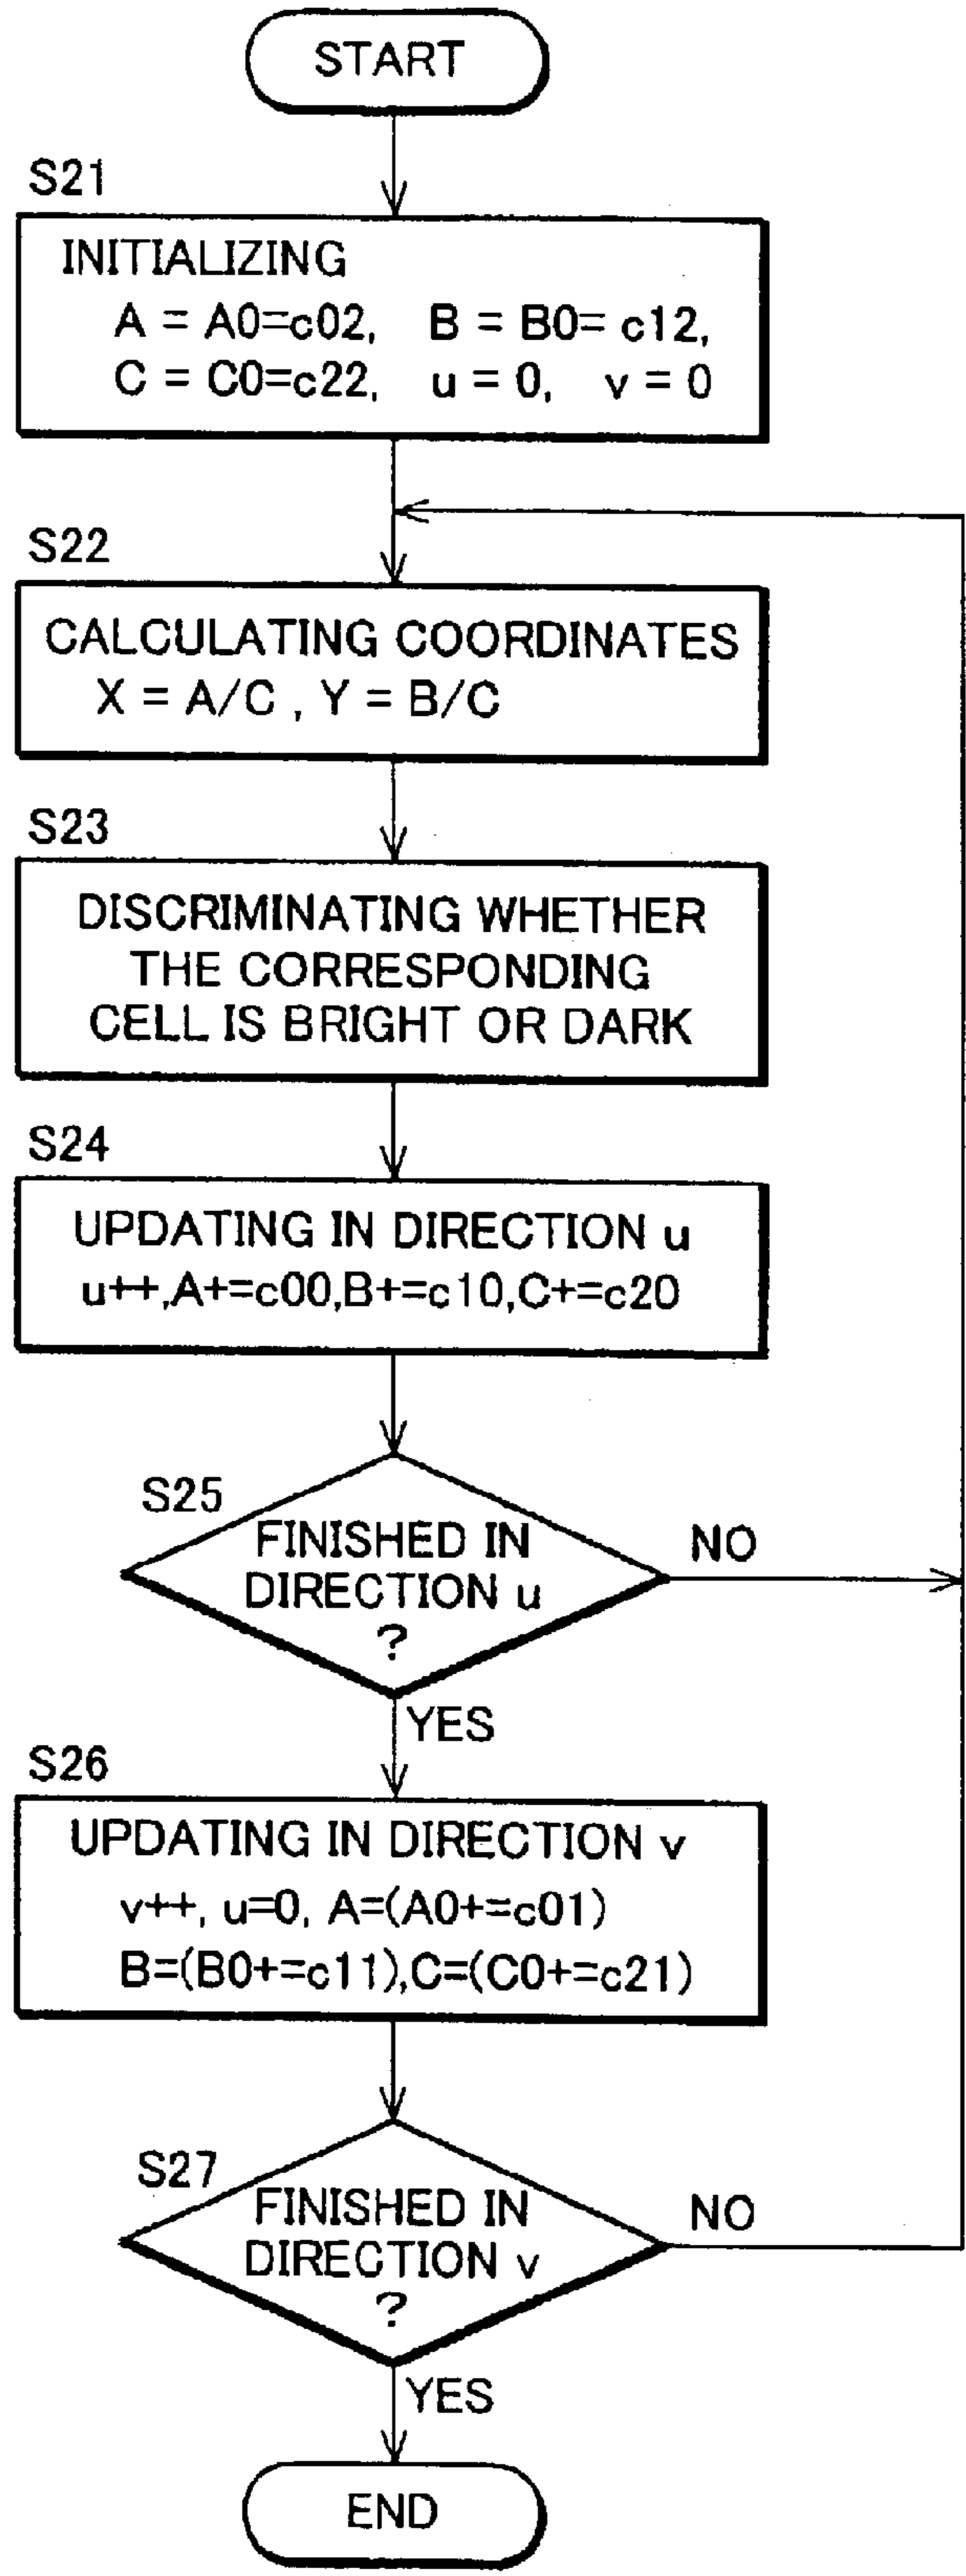 START
S21
INITIALIZING
A = A0=c02, B = B0= c12,
C = C0=c22, u = 0, v = 0
S22
CALCULATING COORDINATES
X = A/C , Y = B/C
S23
DISCRIMINATING WHETHER
THE CORRESPONDING
CELL IS BRIGHT OR DARK
S24
UPDATING IN DIRECTION u
u++,A+=c00,B+=c10,C+=c20
S25
FINISHED IN
DIRECTION u
?
NO
YES
S26
UPDATING IN DIRECTION v
v++, u=0, A=(A0+=c01)
B=(B0+=c11),C=(C0+=c21)
S27
FINISHED IN
DIRECTION v
?
NO
YES
END